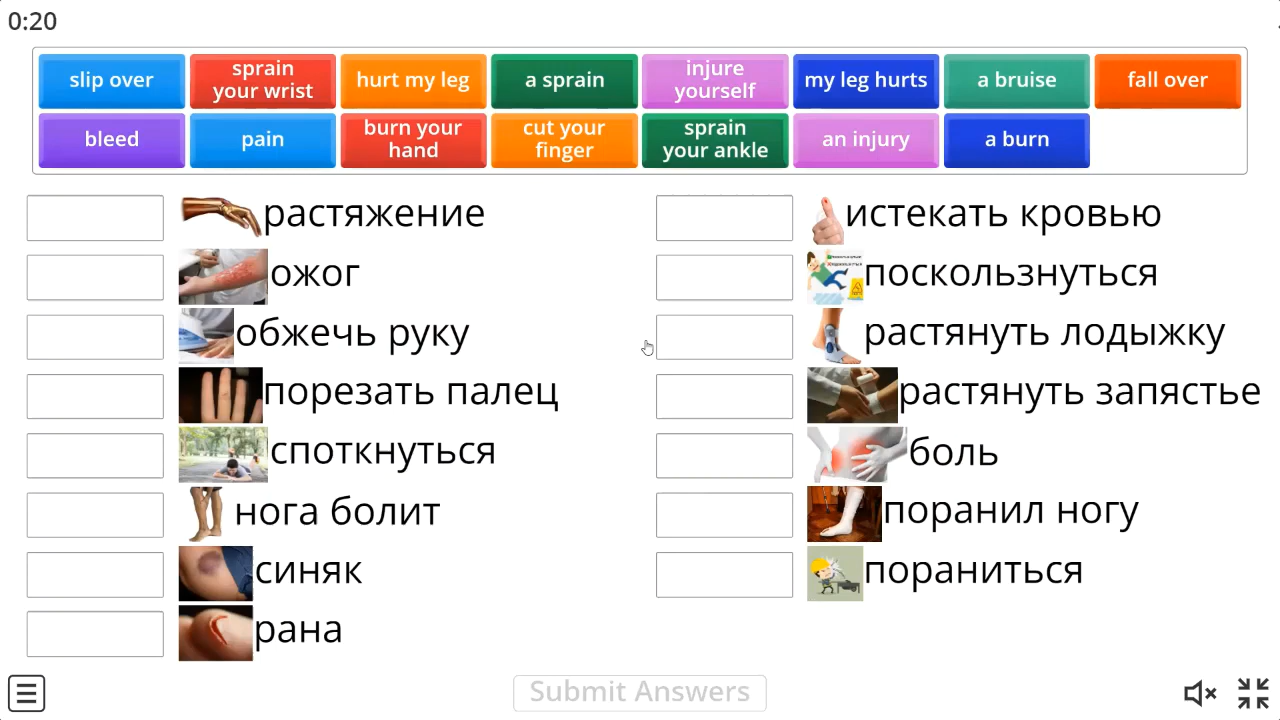 0:20
slip over
sprain
your wrist
hurt my leg
a sprain
injure
yourself
my leg hurts
a bruise
fall over
bleed
pain
burn your
hand
cut your
finger
sprain
your ankle
an injury
a burn
растяжение
ожог
обжечь руку
порезать палец
споткнуться
нога болит
синяк
рана
истекать кровью
поскользнуться
растянуть лодыжку
растянуть запястье
боль
поранил ногу
пораниться
Submit Answers